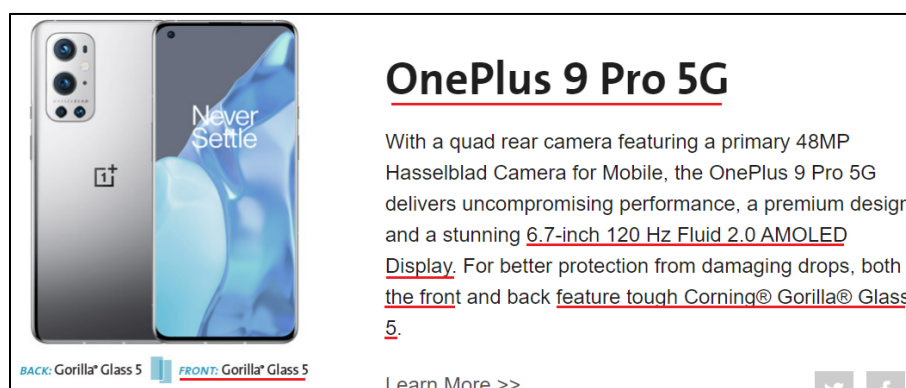 HASSELBLAD
Never
Settle
BACK: Gorilla® Glass 5 FRONT: Gorilla® Glass 5
OnePlus 9 Pro 5G
With a quad rear camera featuring a primary 48MP
Hasselblad Camera for Mobile, the OnePlus 9 Pro 5G
delivers uncompromising performance, a premium design
and a stunning 6.7-inch 120 Hz Fluid 2.0 AMOLED
Display. For better protection from damaging drops, both
the front and back feature tough Corning® Gorilla® Glass
5.
Learn More >>